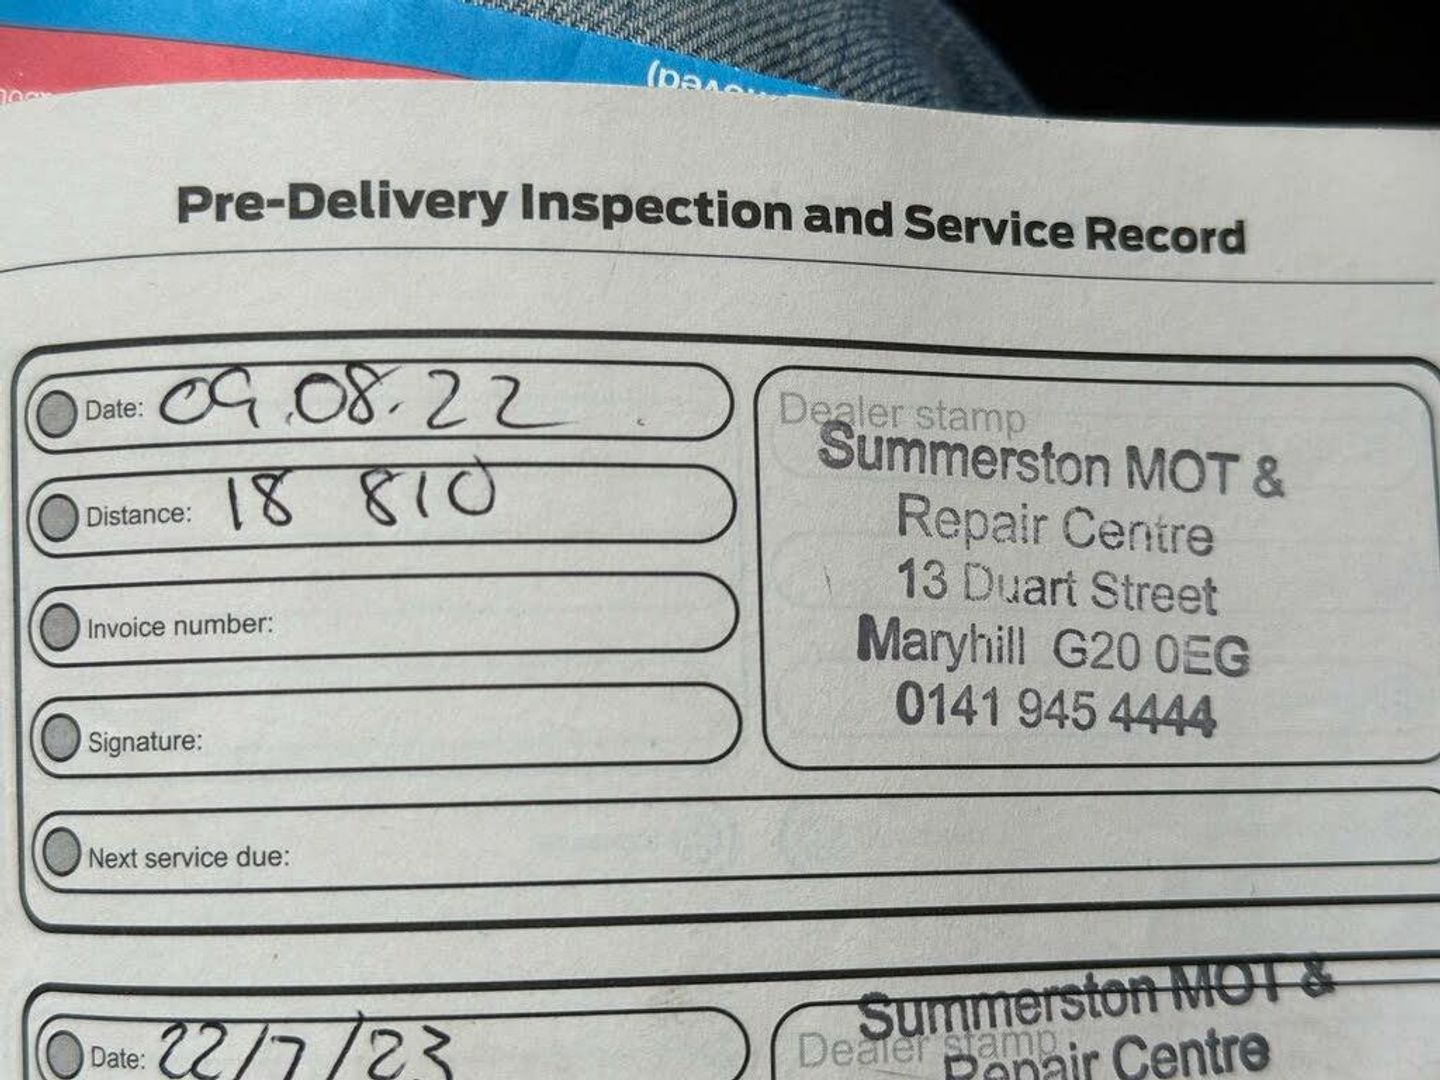 Pre-Delivery Inspection and Service Record
Date: 09.08.22
Distance: 18 810
Invoice number:
Signature:
Next service due:
Dealer stamp
Summerston MOT &
Repair Centre
13 Duart Street
Maryhill G20 0EG
0141 945 4444
Date: 22/7/23
Dealer stamp
Summerston MOT &
Repair Centre